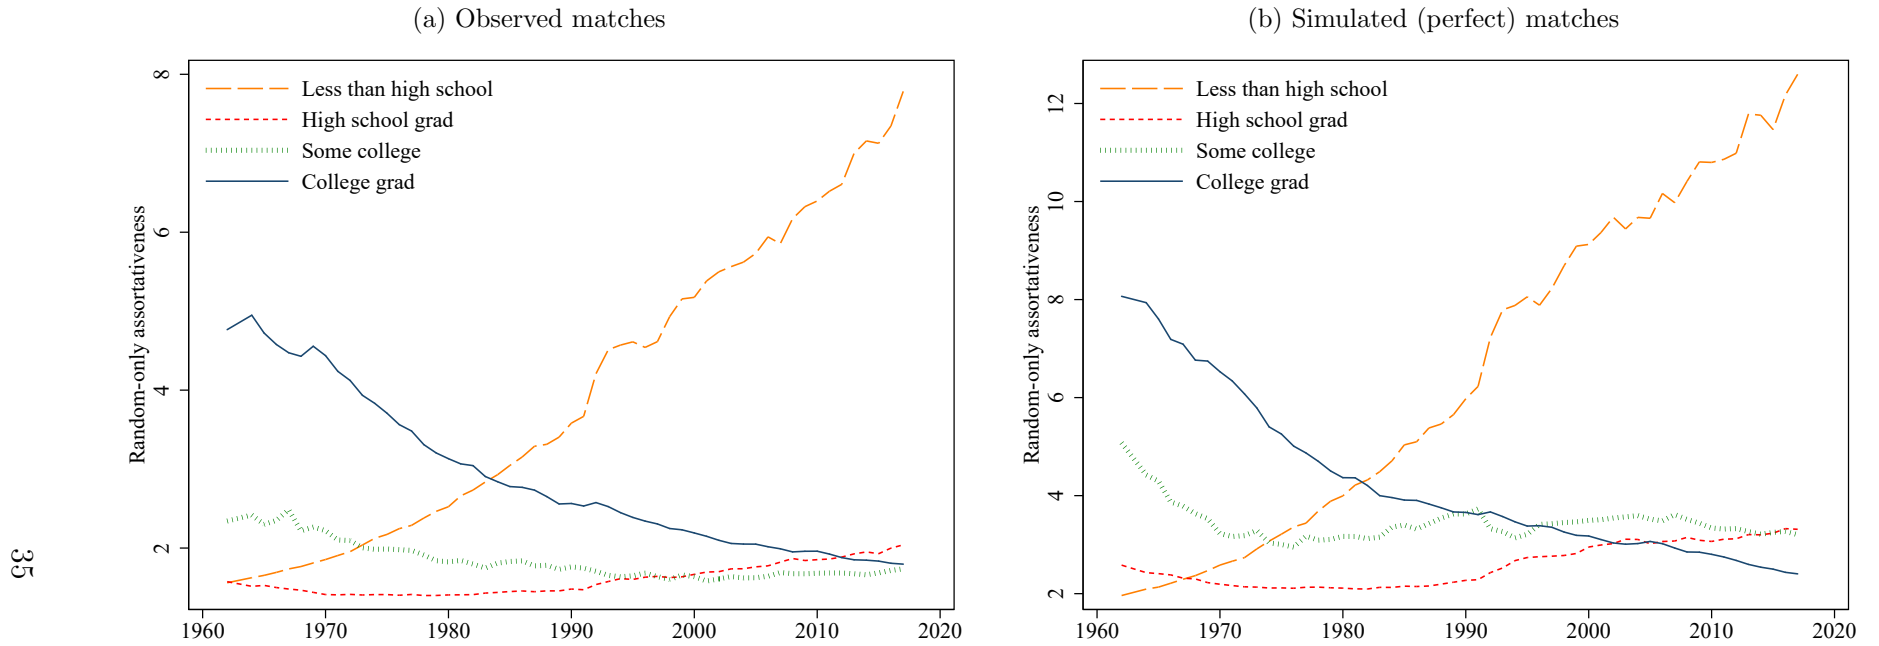 (a) Observed matches
Less than high school
High school grad
Some college
College grad
Random-only assortativeness
8
6
4
2
1960 1970 1980 1990 2000 2010 2020
(b) Simulated (perfect) matches
Less than high school
High school grad
Some college
College grad
Random-only assortativeness
12
10
8
6
4
2
1960 1970 1980 1990 2000 2010 2020
35